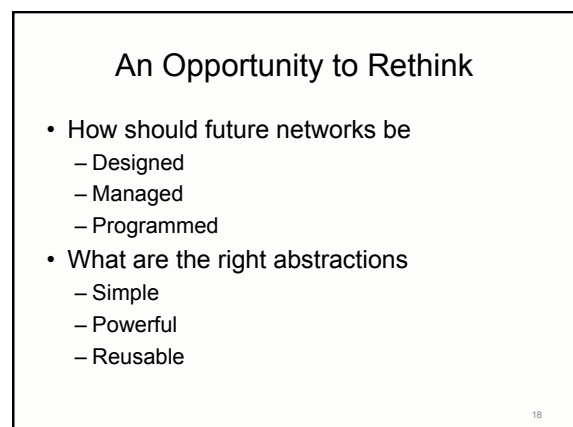 An Opportunity to Rethink
• How should future networks be
– Designed
– Managed
– Programmed
• What are the right abstractions
– Simple
– Powerful
– Reusable
18